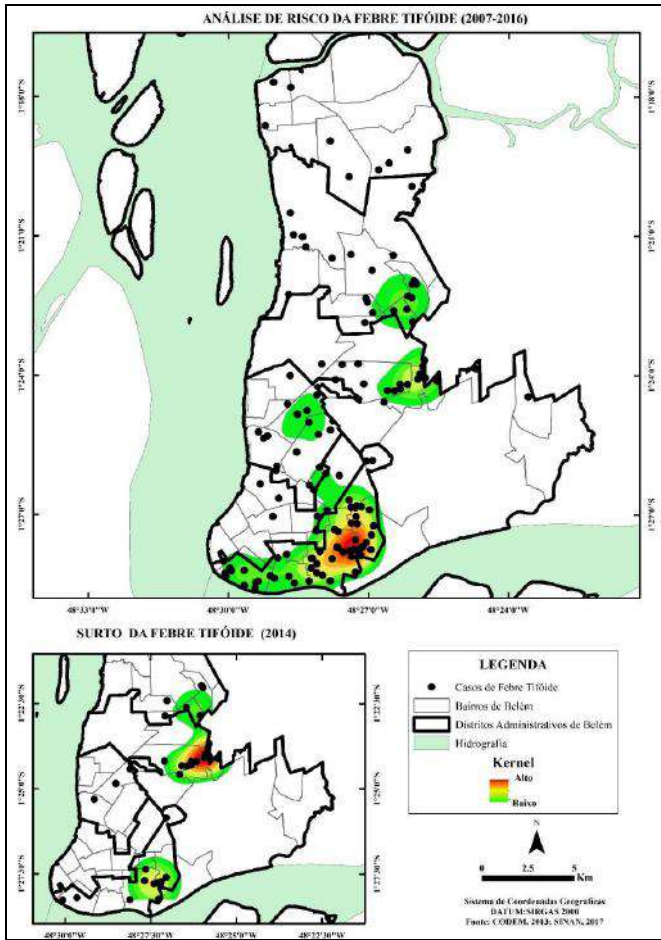 ANÁLISE DE RISCO DA FEBRE TIFÓIDE (2007-2016)
1°18'0"S
1°18'0"S
1°21'0"S
1°21'0"S
1°24'0"S
1°24'0"S
1°27'0"S
1°27'0"S
48°33'0"W
48°30'0"W
48°27'0"W
48°24'0"W
SURTO DA FEBRE TIFÓIDE (2014)
1°22'30"S
1°22'30"S
1°25'0"S
1°25'0"S
1°27'30"S
1°27'30"S
48°30'0"W
48°27'30"W
48°25'0"W
48°22'30"W
LEGENDA
Casos de Febre Tifóide
Bairros de Belém
Distritos Administrativos de Belém
Hidrografia
Kernel
Alto
Baixo
N
0 2.5 5
Km
Sistema de Coordenadas Geográficas
DATUM:SIRGAS 2000
Fonte: CODEM, 2013; SINAN, 2017